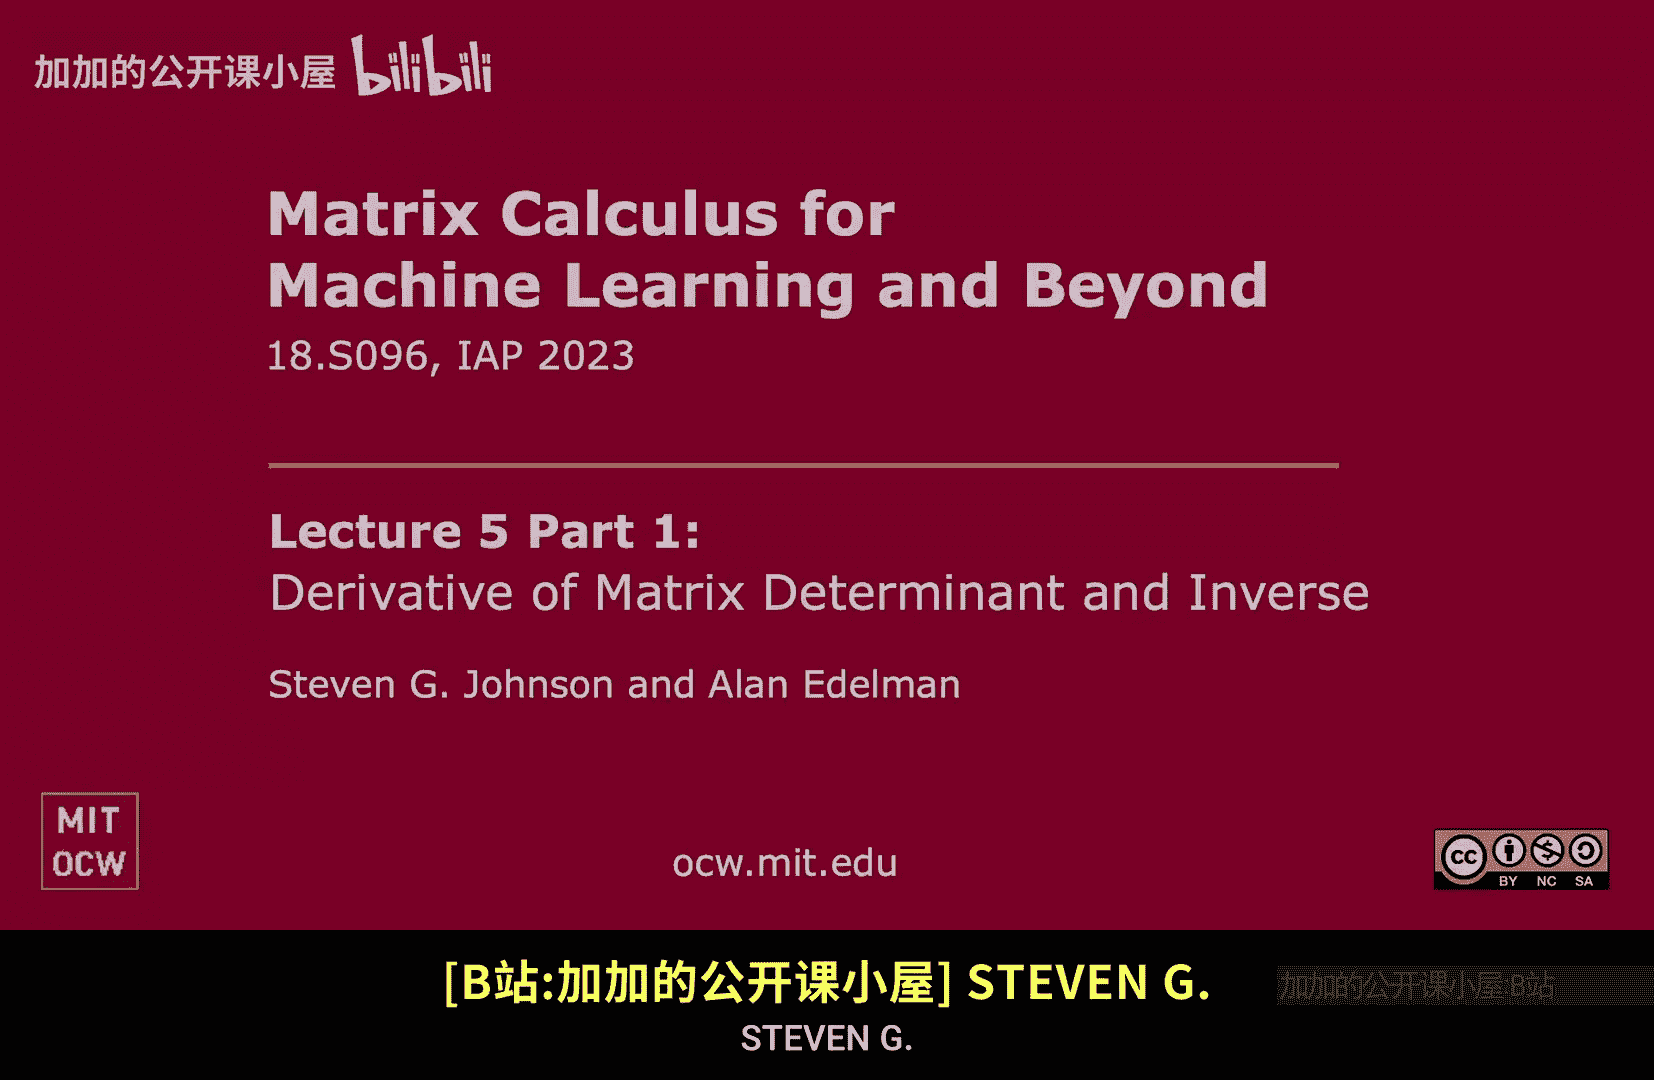 加加的公开课小屋 bilibili
Matrix Calculus for
Machine Learning and Beyond
18.S096, IAP 2023
Lecture 5 Part 1:
Derivative of Matrix Determinant and Inverse
Steven G. Johnson and Alan Edelman
MIT
OCW
ocw.mit.edu
cc
BY NC SA
[B站:加加的公开课小屋] STEVEN G.
加加的公开课小屋:B站
STEVEN G.